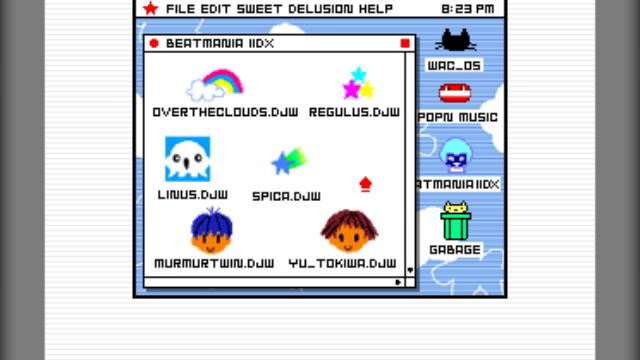 FILE EDIT SWEET DELUSION HELP 8:23 PM
BEATMANIA IIDX
WAC_OS
OVERTHECLOUDS.DJW REGULUS.DJW
POPN MUSIC
LINUS.DJW SPICA.DJW
ATMANIA IIDX
MURMURTWIN.DJW YU_TOKIWA.DJW
GABAGE